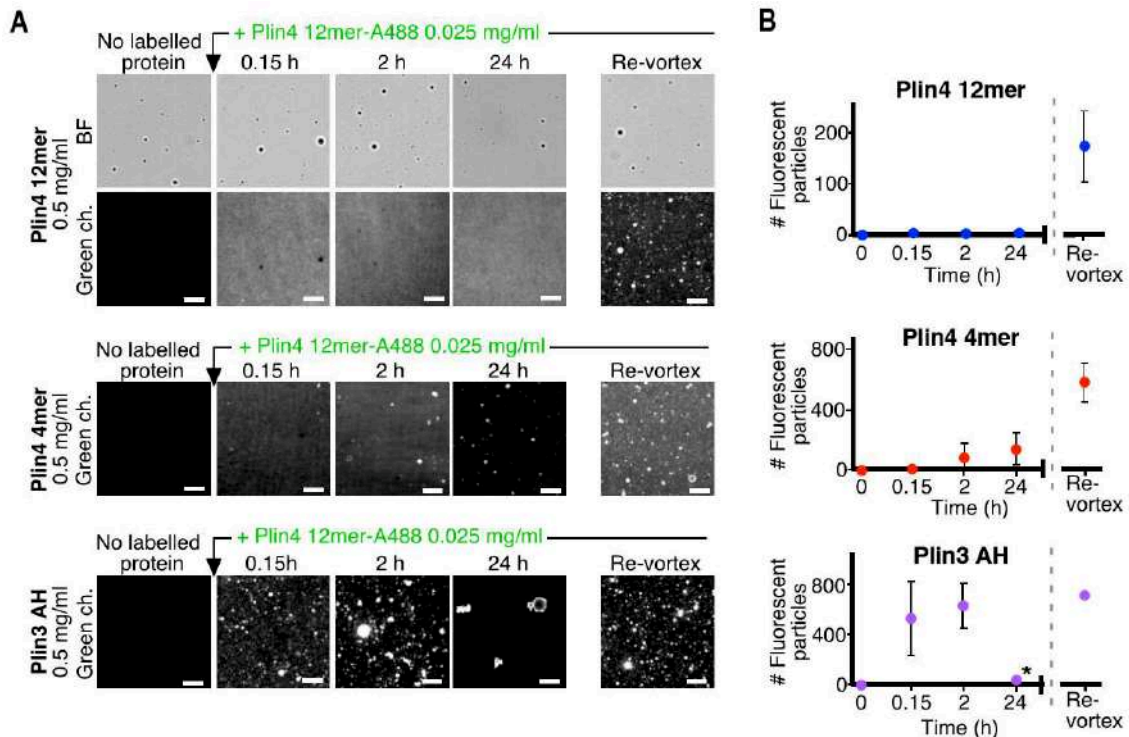 A
+ Plin4 12mer-A488 0.025 mg/ml
No labelled
protein
0.15 h
2 h
24 h
Re-vortex
Plin4 12mer
0.5 mg/ml
BF
Green ch.
+ Plin4 12mer-A488 0.025 mg/ml
No labelled
protein
0.15 h
2 h
24 h
Re-vortex
Plin4 4mer
0.5 mg/ml
Green ch.
+ Plin4 12mer-A488 0.025 mg/ml
No labelled
protein
0.15h
2 h
24 h
Re-vortex
Plin3 AH
0.5 mg/ml
Green ch.
B
Plin4 12mer
# Fluorescent
particles
200
100
0
0 0.15 2 24
Time (h)
Re-
vortex
Plin4 4mer
# Fluorescent
particles
800
400
0
0 0.15 2 24
Time (h)
Re-
vortex
Plin3 AH
# Fluorescent
particles
800
400
0
*
0 0.15 2 24
Time (h)
Re-
vortex